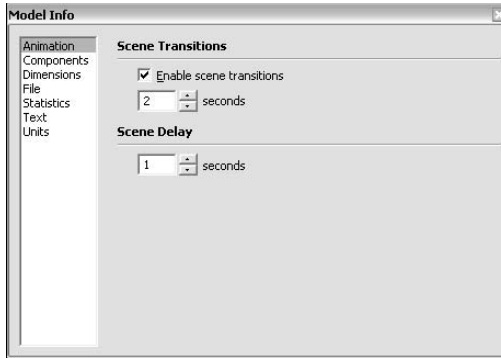 Model Info
Animation
Components
Dimensions
File
Statistics
Text
Units
Scene Transitions
Enable scene transitions
2 seconds
Scene Delay
1 seconds